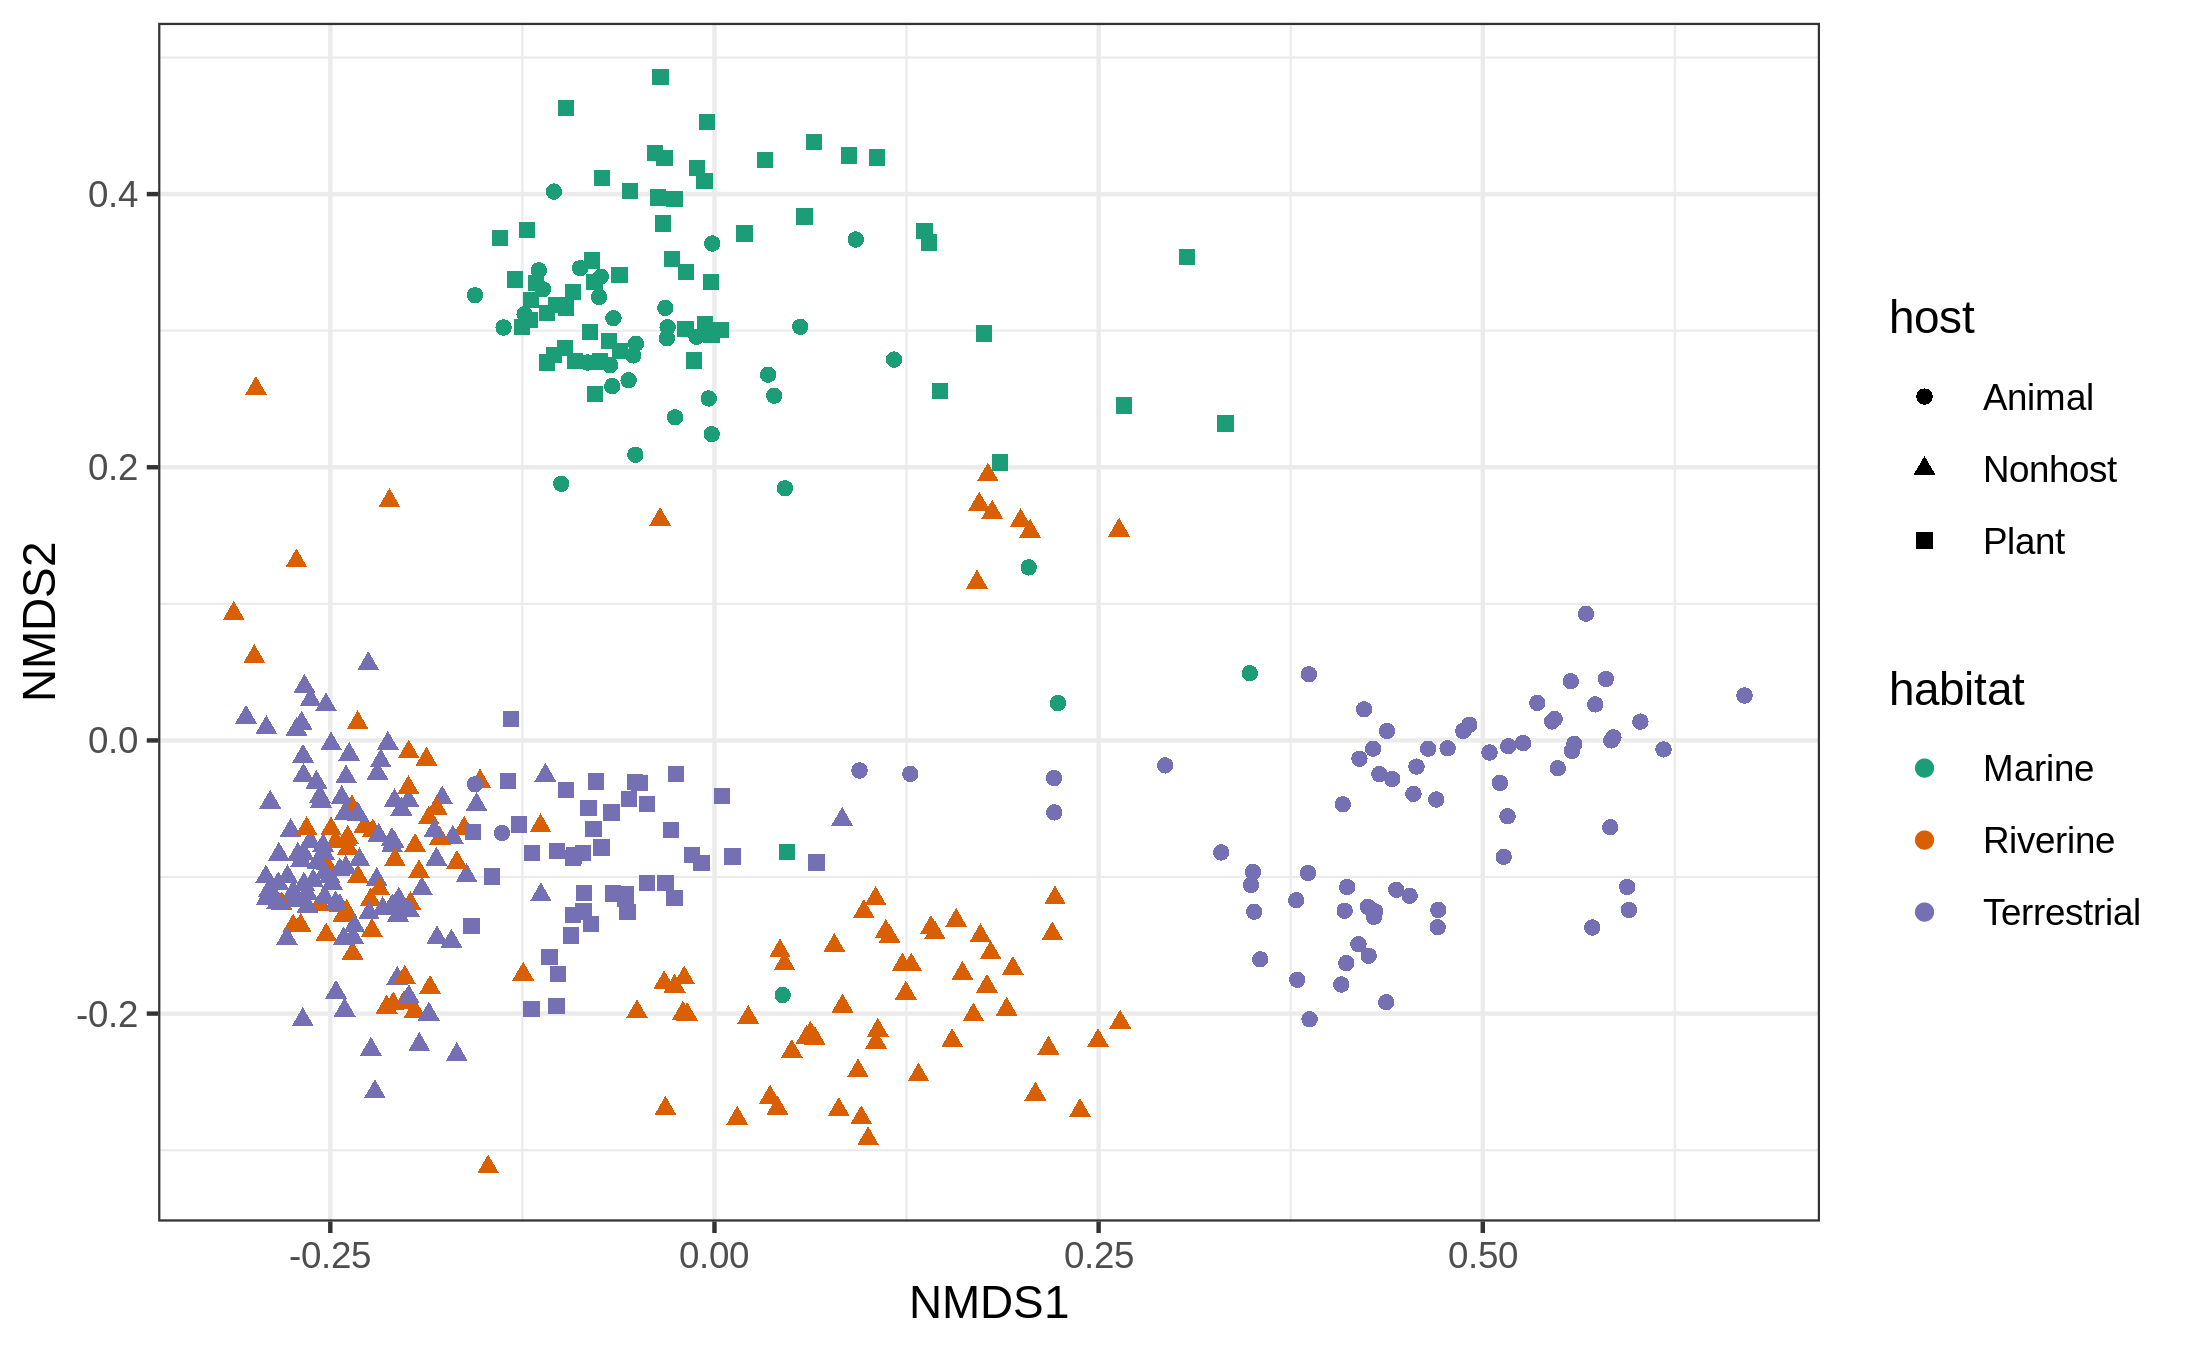 NMDS2
0.4
0.2
0.0
-0.2
-0.25
0.00
0.25
0.50
NMDS1
host
Animal
Nonhost
Plant
habitat
Marine
Riverine
Terrestrial